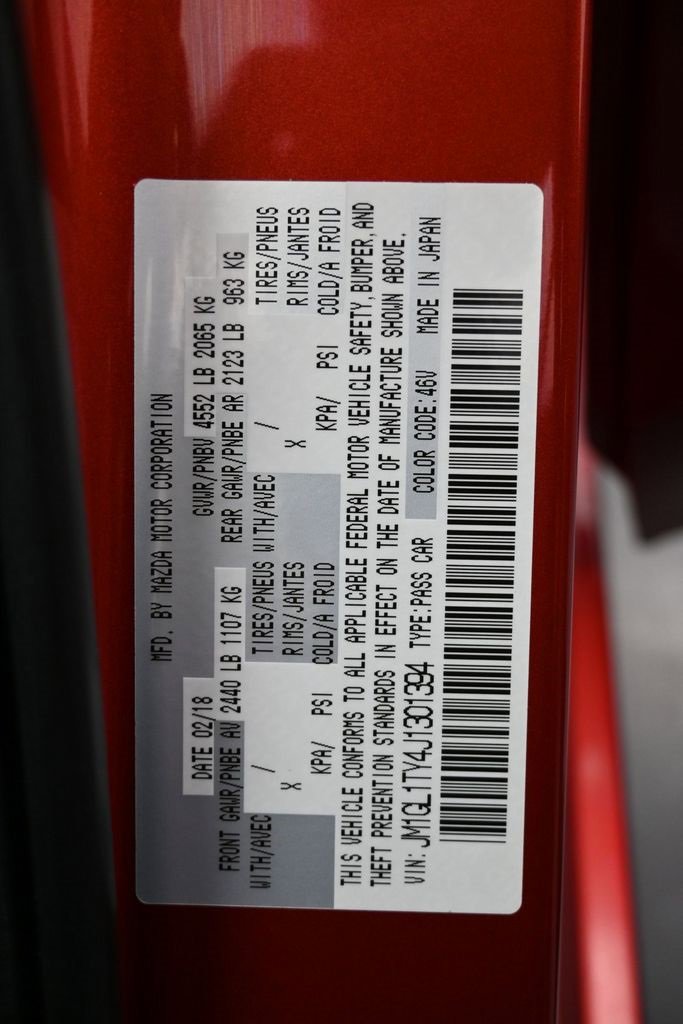 MFD. BY MAZDA MOTOR CORPORATION
DATE 02/18 GVWR/PNBV 4552 LB 2065 KG
FRONT GAWR/PNBE AV 2440 LB 1107 KG REAR GAWR/PNBE AR 2123 LB 963 KG
WITH/AVEC / TIRES/PNEUS WITH/AVEC / TIRES/PNEUS
X RIMS/JANTES X RIMS/JANTES
KPA/ PSI COLD/A FROID KPA/ PSI COLD/A FROID
THIS VEHICLE CONFORMS TO ALL APPLICABLE FEDERAL MOTOR VEHICLE SAFETY, BUMPER, AND
THEFT PREVENTION STANDARDS IN EFFECT ON THE DATE OF MANUFACTURE SHOWN ABOVE.
VIN: JM1GL1TY4J1301394 TYPE:PASS CAR COLOR CODE:46V MADE IN JAPAN